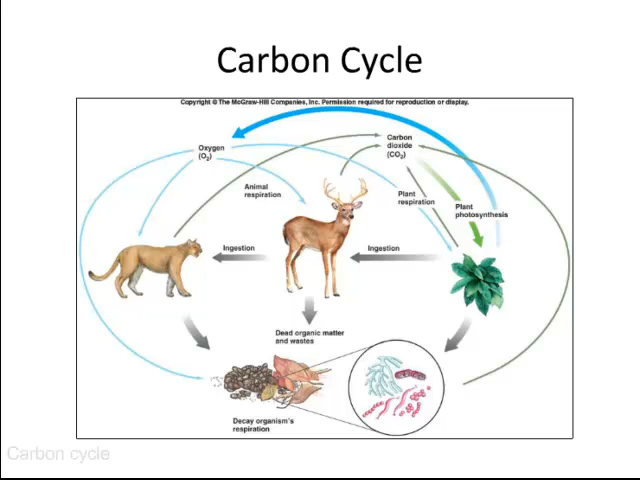 Carbon Cycle
Copyright © The McGraw-Hill Companies, Inc. Permission required for reproduction or display.
Oxygen
(O₂)
Carbon
dioxide
(CO₂)
Animal
respiration
Plant
respiration
Plant
photosynthesis
Ingestion
Ingestion
Dead organic matter
and wastes
Decay organism's
respiration
Carbon cycle